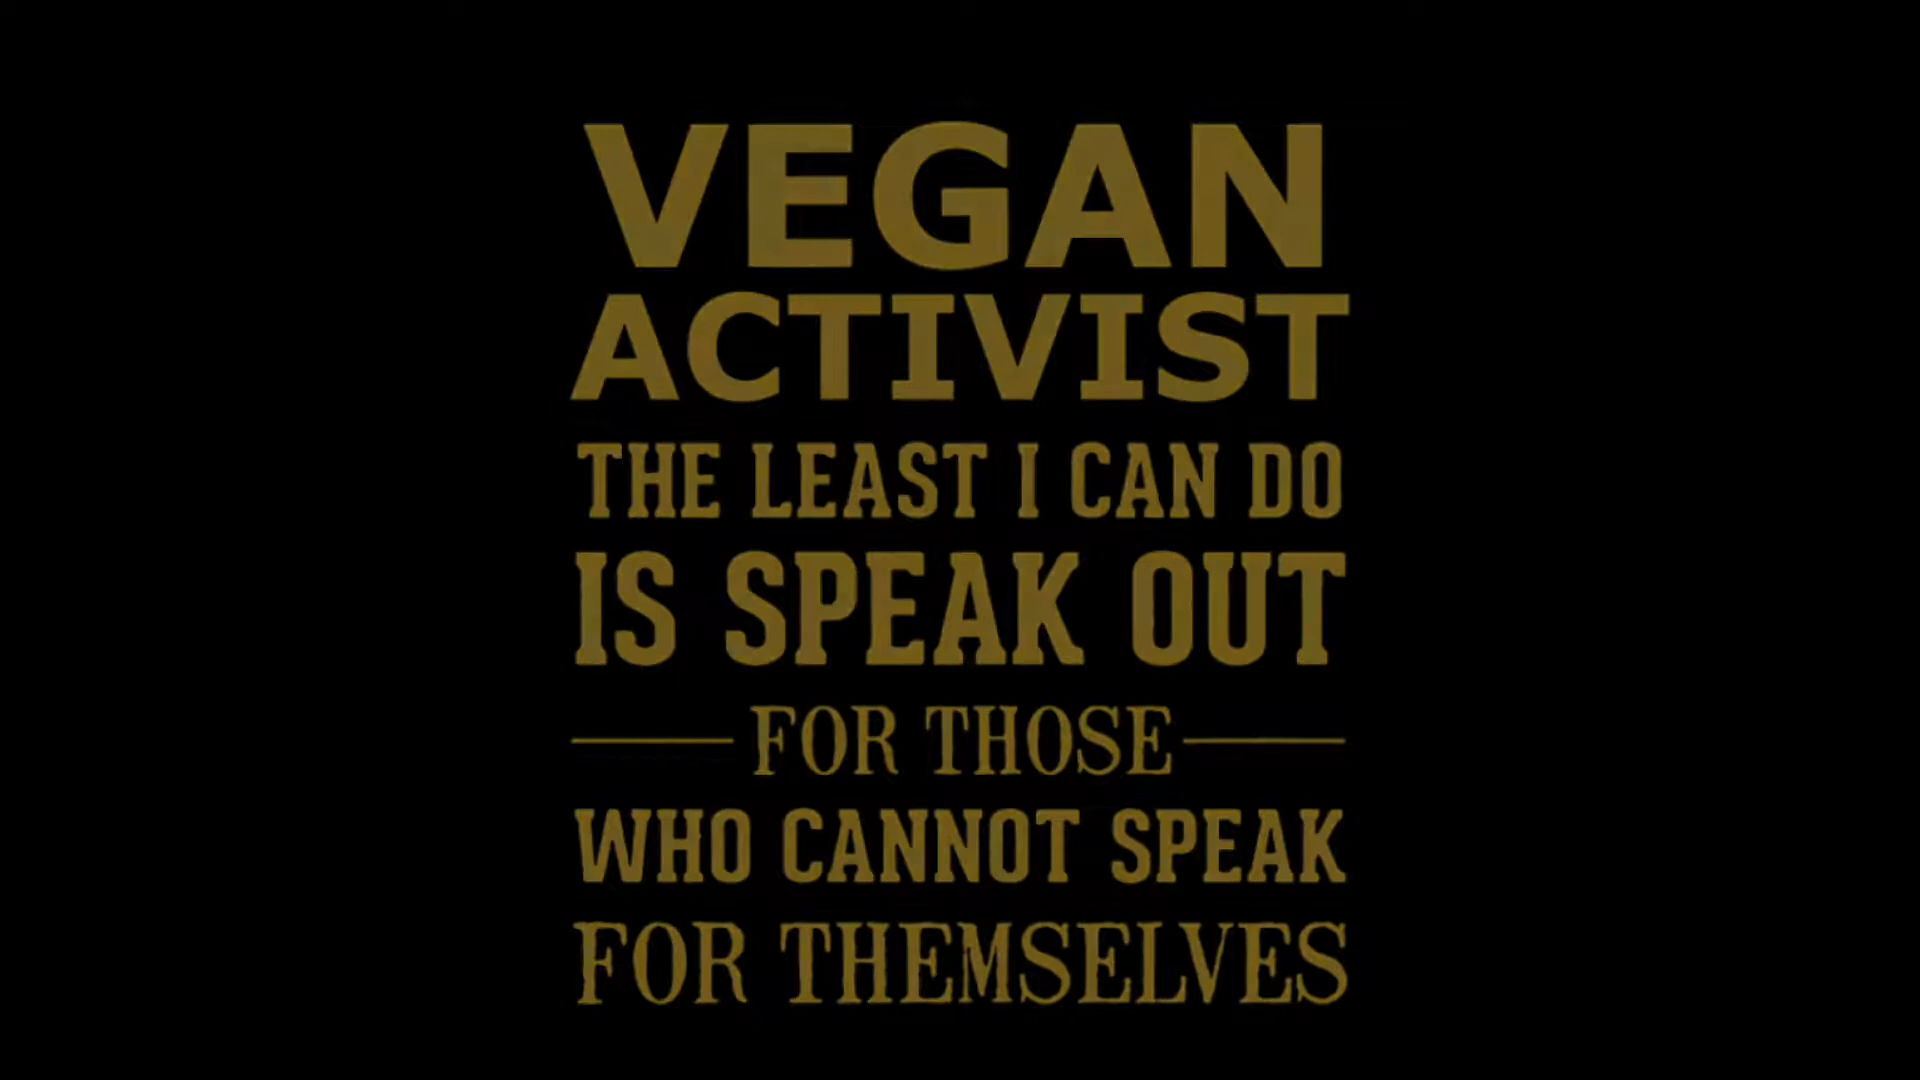 VEGAN
ACTIVIST
THE LEAST I CAN DO
IS SPEAK OUT
FOR THOSE
WHO CANNOT SPEAK
FOR THEMSELVES